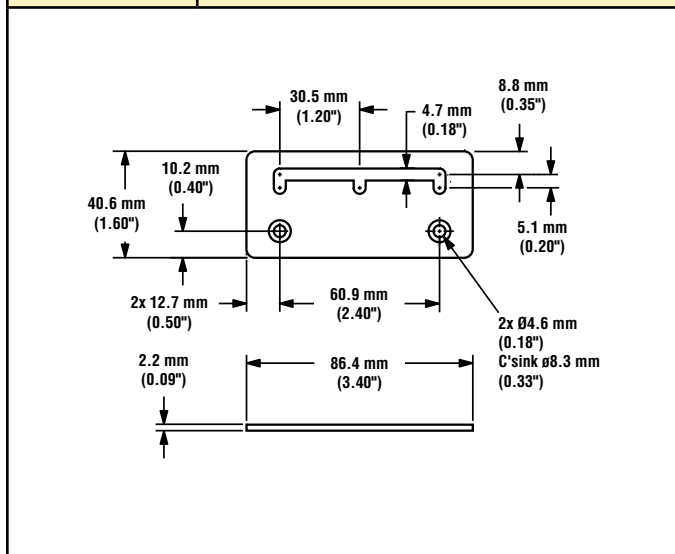 30.5 mm
(1.20")
4.7 mm
(0.18")
8.8 mm
(0.35")
10.2 mm
(0.40")
40.6 mm
(1.60")
5.1 mm
(0.20")
2x 12.7 mm
(0.50")
60.9 mm
(2.40")
2x Ø4.6 mm
(0.18")
C'sink ø8.3 mm
(0.33")
2.2 mm
(0.09")
86.4 mm
(3.40")